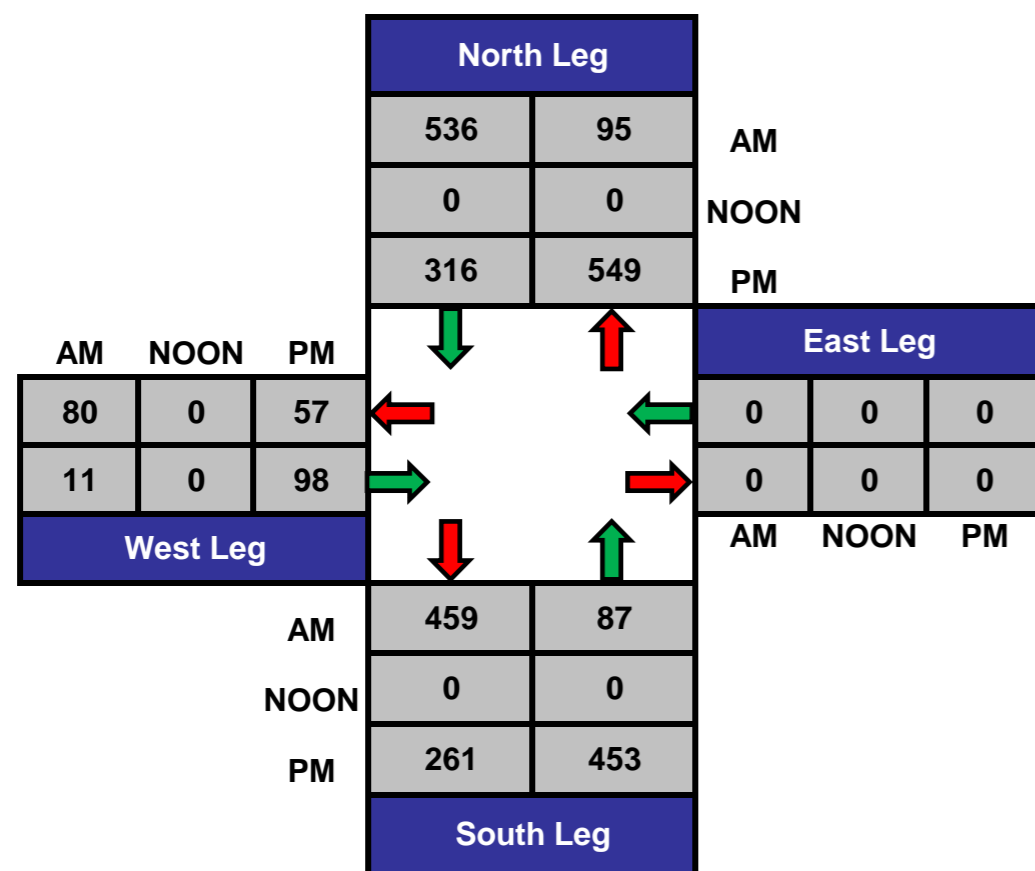 North Leg
536 95 AM
0 0 NOON
316 549 PM
East Leg
AM NOON PM
80 0 57 0 0 0
11 0 98 0 0 0
West Leg AM NOON PM
AM 459 87
NOON 0 0
PM 261 453
South Leg